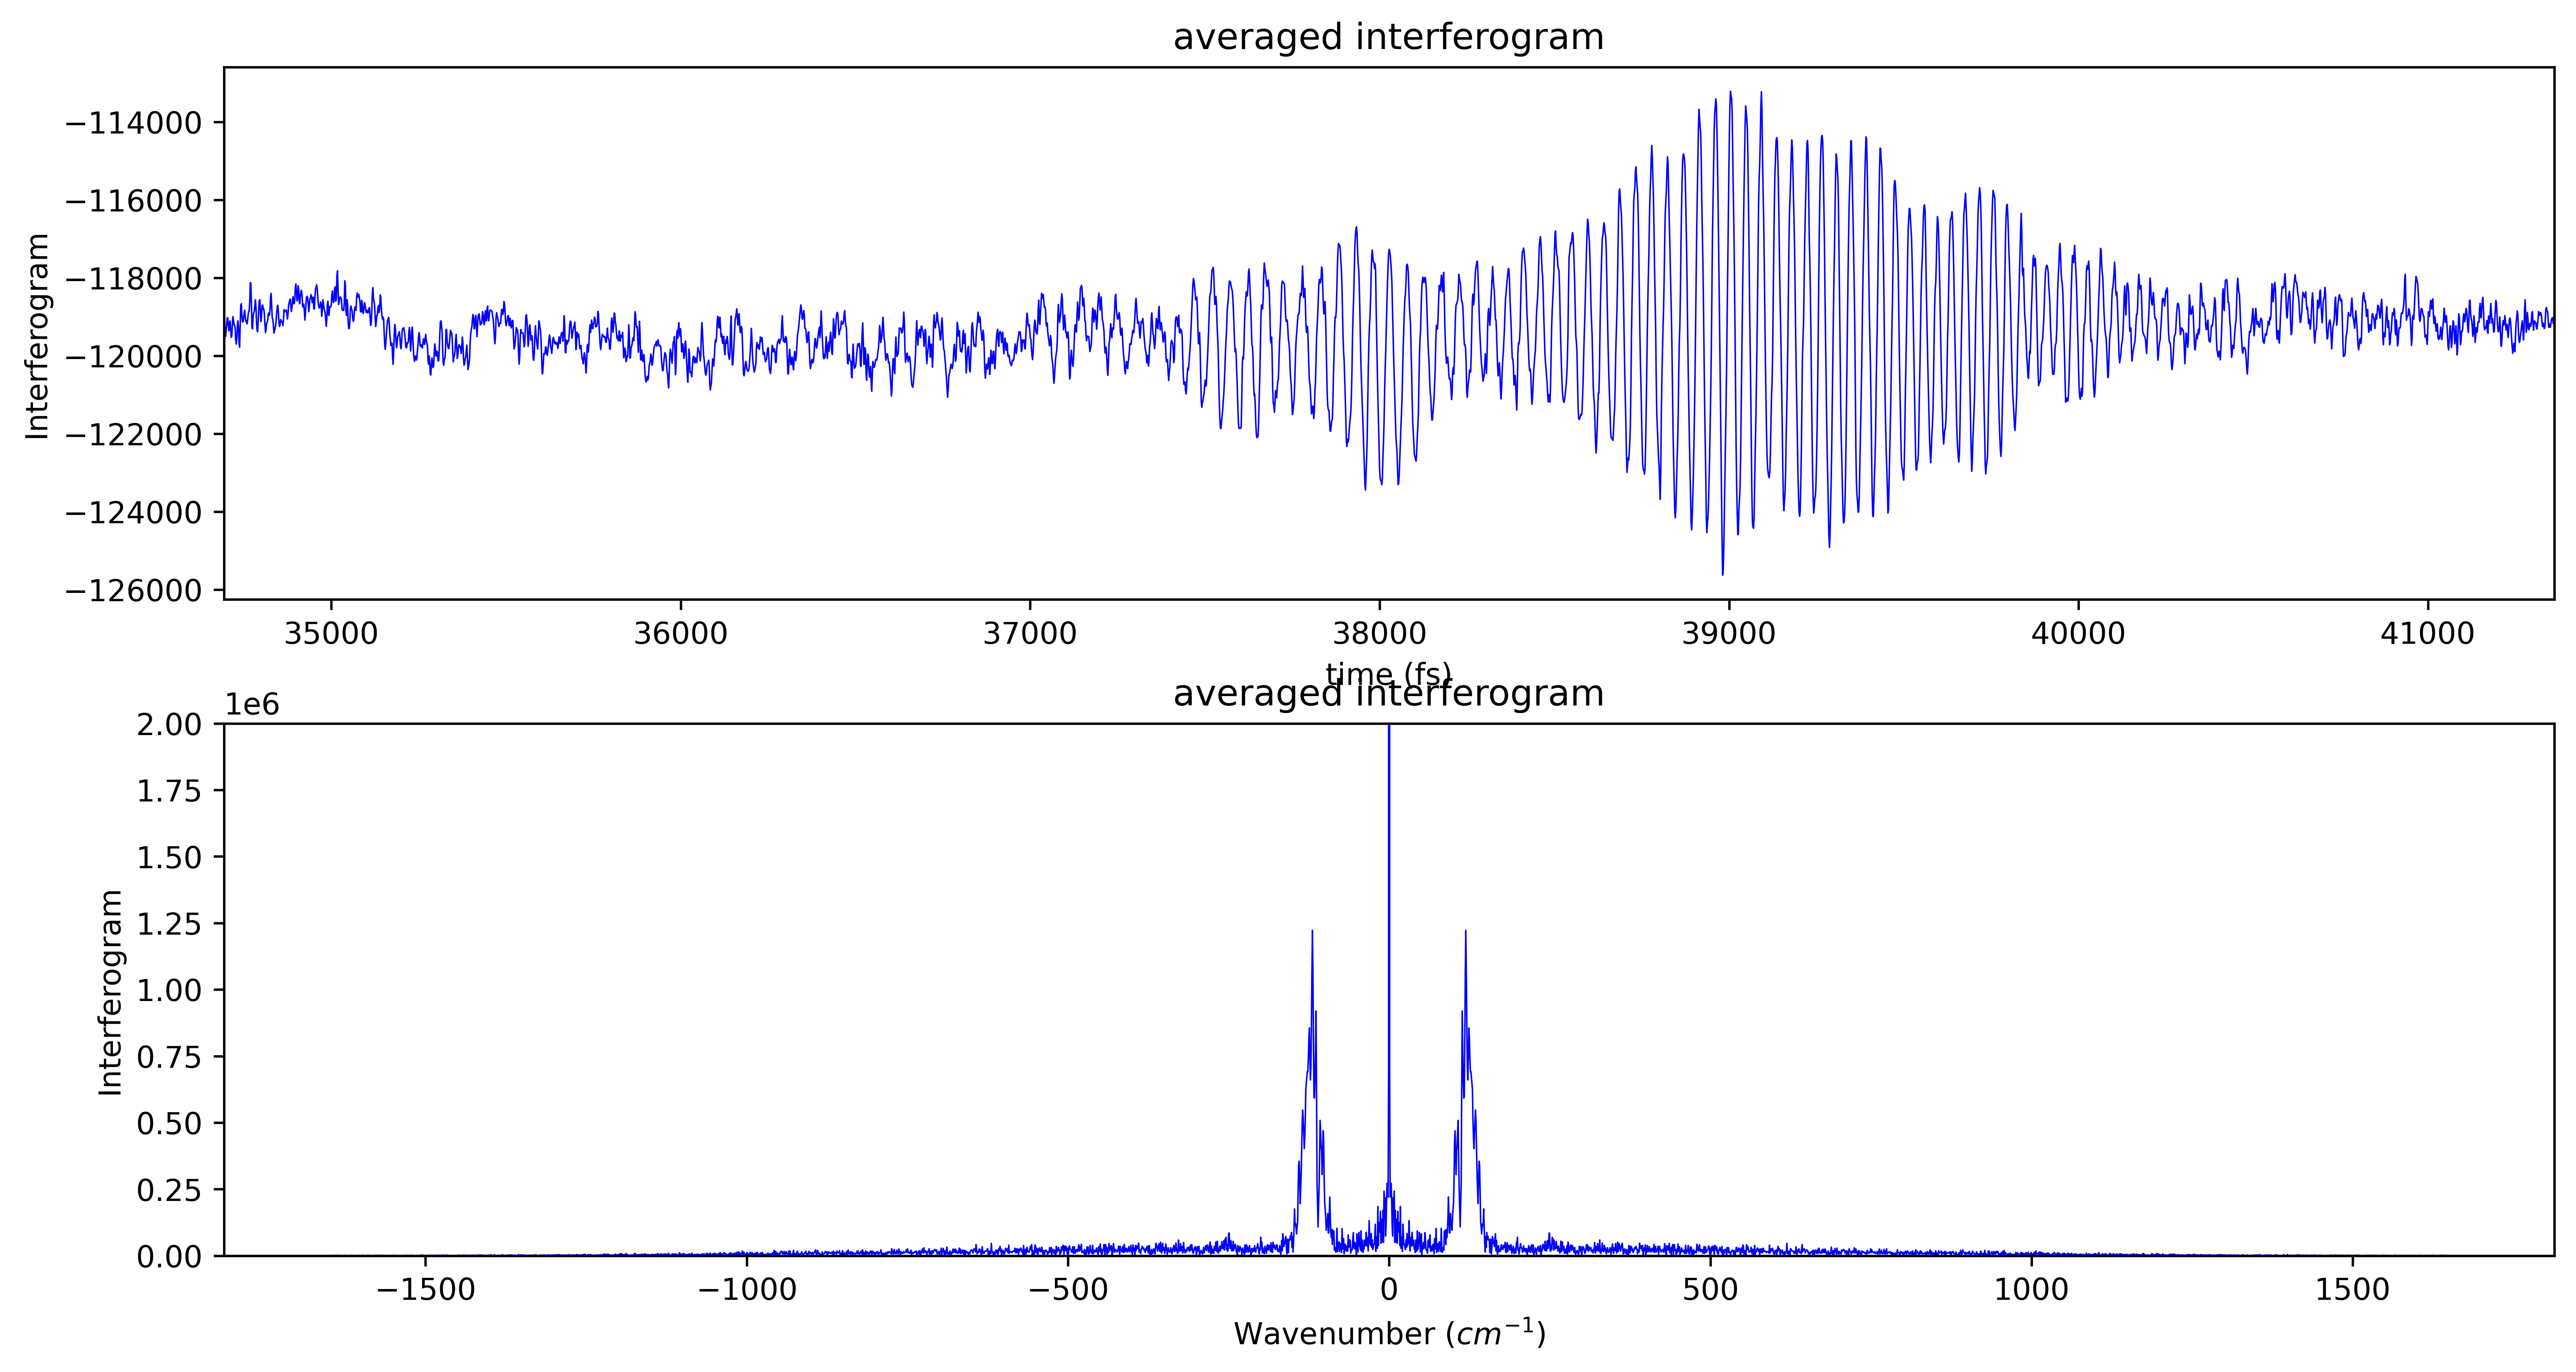 averaged interferogram
Interferogram
−114000
−116000
−118000
−120000
−122000
−124000
−126000
35000 36000 37000 38000 39000 40000 41000
time (fs)
averaged interferogram
1e6
Interferogram
2.00
1.75
1.50
1.25
1.00
0.75
0.50
0.25
0.00
−1500 −1000 −500 0 500 1000 1500
Wavenumber (cm⁻¹)